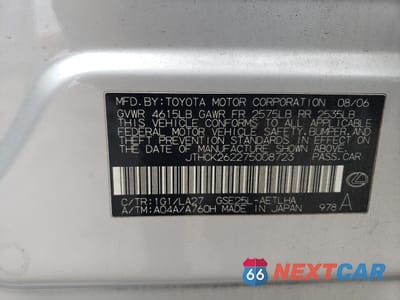 MFD. BY: TOYOTA MOTOR CORPORATION 08/06
GVWR 4615LB GAWR FR 2575LB RR 2535LB
THIS VEHICLE CONFORMS TO ALL APPLICABLE
FEDERAL MOTOR VEHICLE SAFETY, BUMPER, AND
THEFT PREVENTION STANDARDS IN EFFECT ON
THE DATE OF MANUFACTURE SHOWN ABOVE.
JTHCK262275008723 PASS.CAR
C/TR:1G1/LA27 GSE25L-AETLHA
A/TM:A04A/A760H MADE IN JAPAN 978 A
66 NEXTCAR